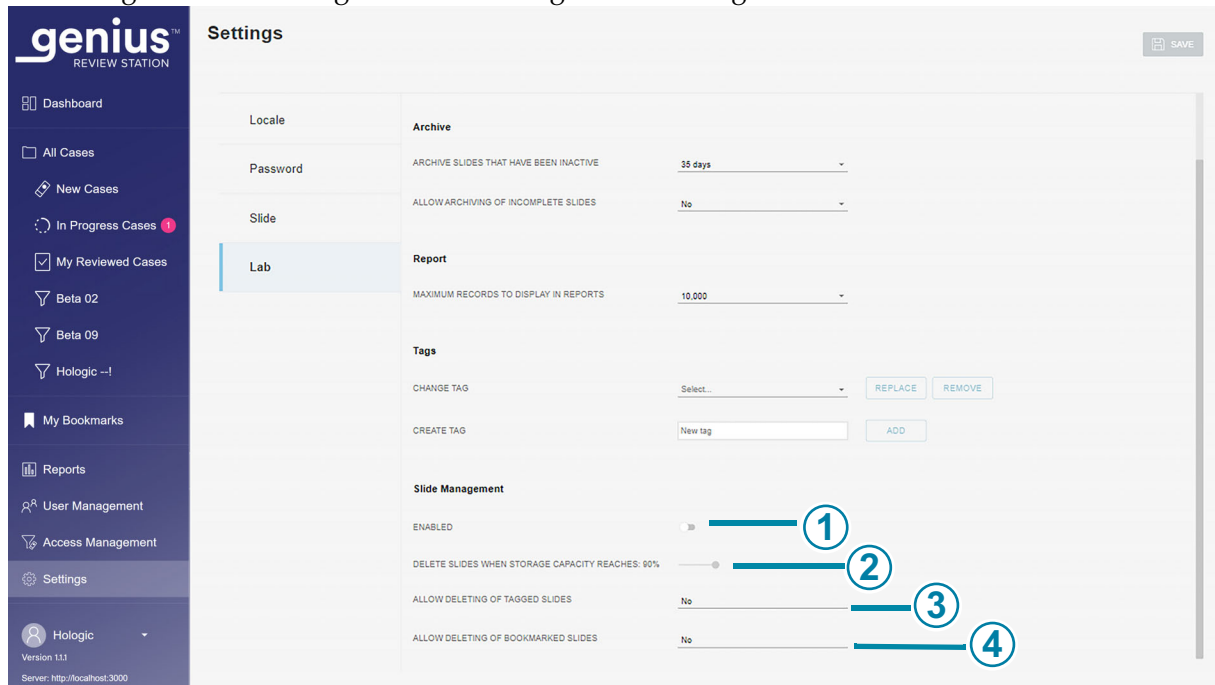 genius™
REVIEW STATION
Dashboard
All Cases
New Cases
In Progress Cases 1
My Reviewed Cases
Beta 02
Beta 09
Hologic --!
My Bookmarks
Reports
User Management
Access Management
Settings
Hologic
Version 1.1.1
Server: http://localhost:3000
Settings
SAVE
Locale
Password
Slide
Lab
Archive
ARCHIVE SLIDES THAT HAVE BEEN INACTIVE 35 days
ALLOW ARCHIVING OF INCOMPLETE SLIDES No
Report
MAXIMUM RECORDS TO DISPLAY IN REPORTS 10,000
Tags
CHANGE TAG Select... REPLACE REMOVE
CREATE TAG New tag ADD
Slide Management
ENABLED 1
DELETE SLIDES WHEN STORAGE CAPACITY REACHES: 90% 2
ALLOW DELETING OF TAGGED SLIDES No 3
ALLOW DELETING OF BOOKMARKED SLIDES No 4